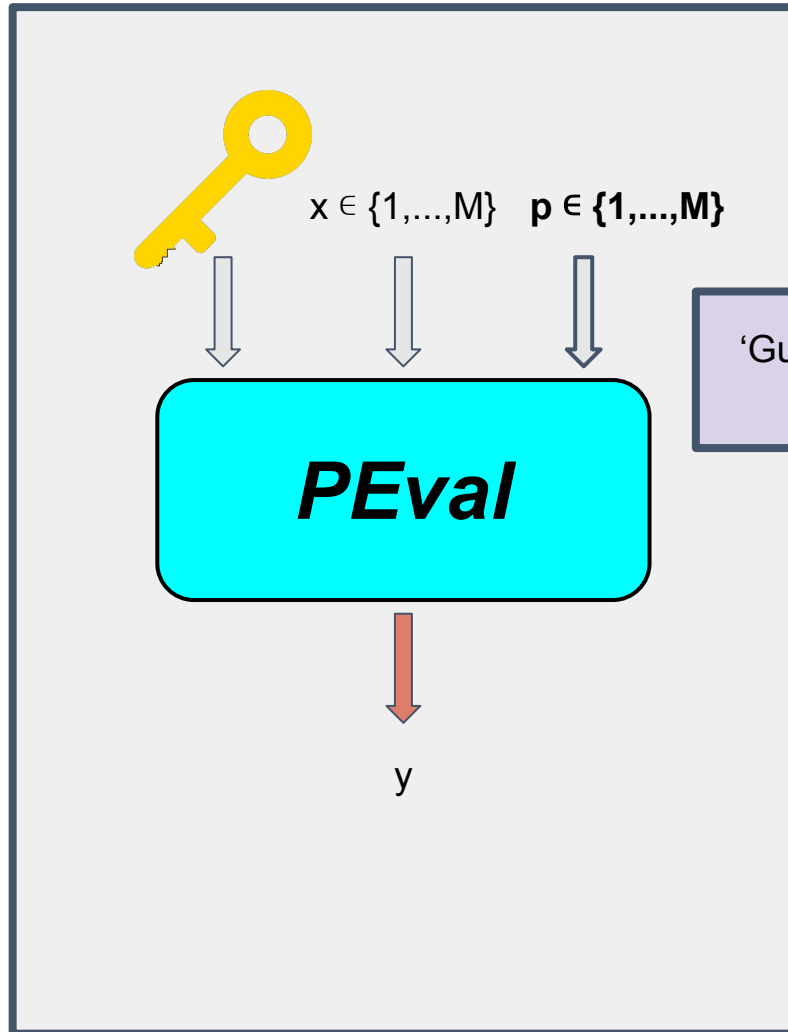 x ∈ {1,...,M} p ∈ {1,...,M}
PEval
y